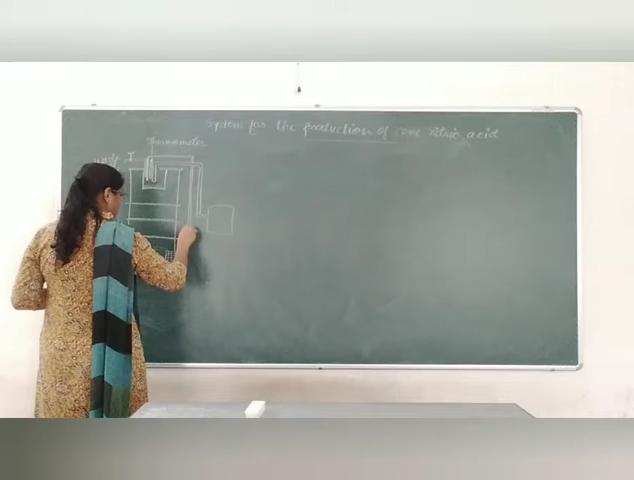 System for the production of conc Nitric acid
Thermometer
I